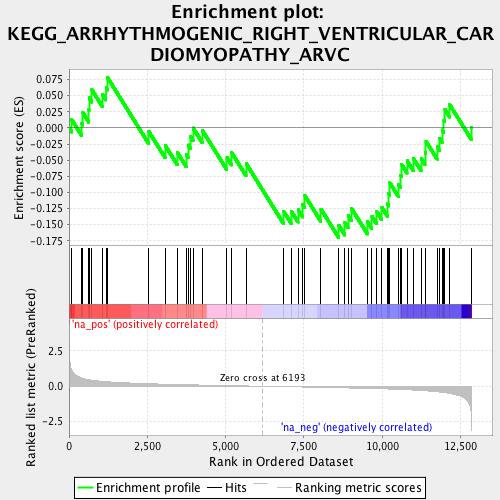 Enrichment plot:
KEGG_ARRHYTHMOGENIC_RIGHT_VENTRICULAR_CAR
DIOMYOPATHY_ARVC
Enrichment score (ES)
0.075
0.050
0.025
0.000
-0.025
-0.050
-0.075
-0.100
-0.125
-0.150
-0.175
'na_pos' (positively correlated)
Ranked list metric (PreRanked)
2.5
0.0
-2.5
Zero cross at 6193
'na_neg' (negatively correlated)
0
2,500
5,000
7,500
10,000
12,500
Rank in Ordered Dataset
Enrichment profile
Hits
Ranking metric scores